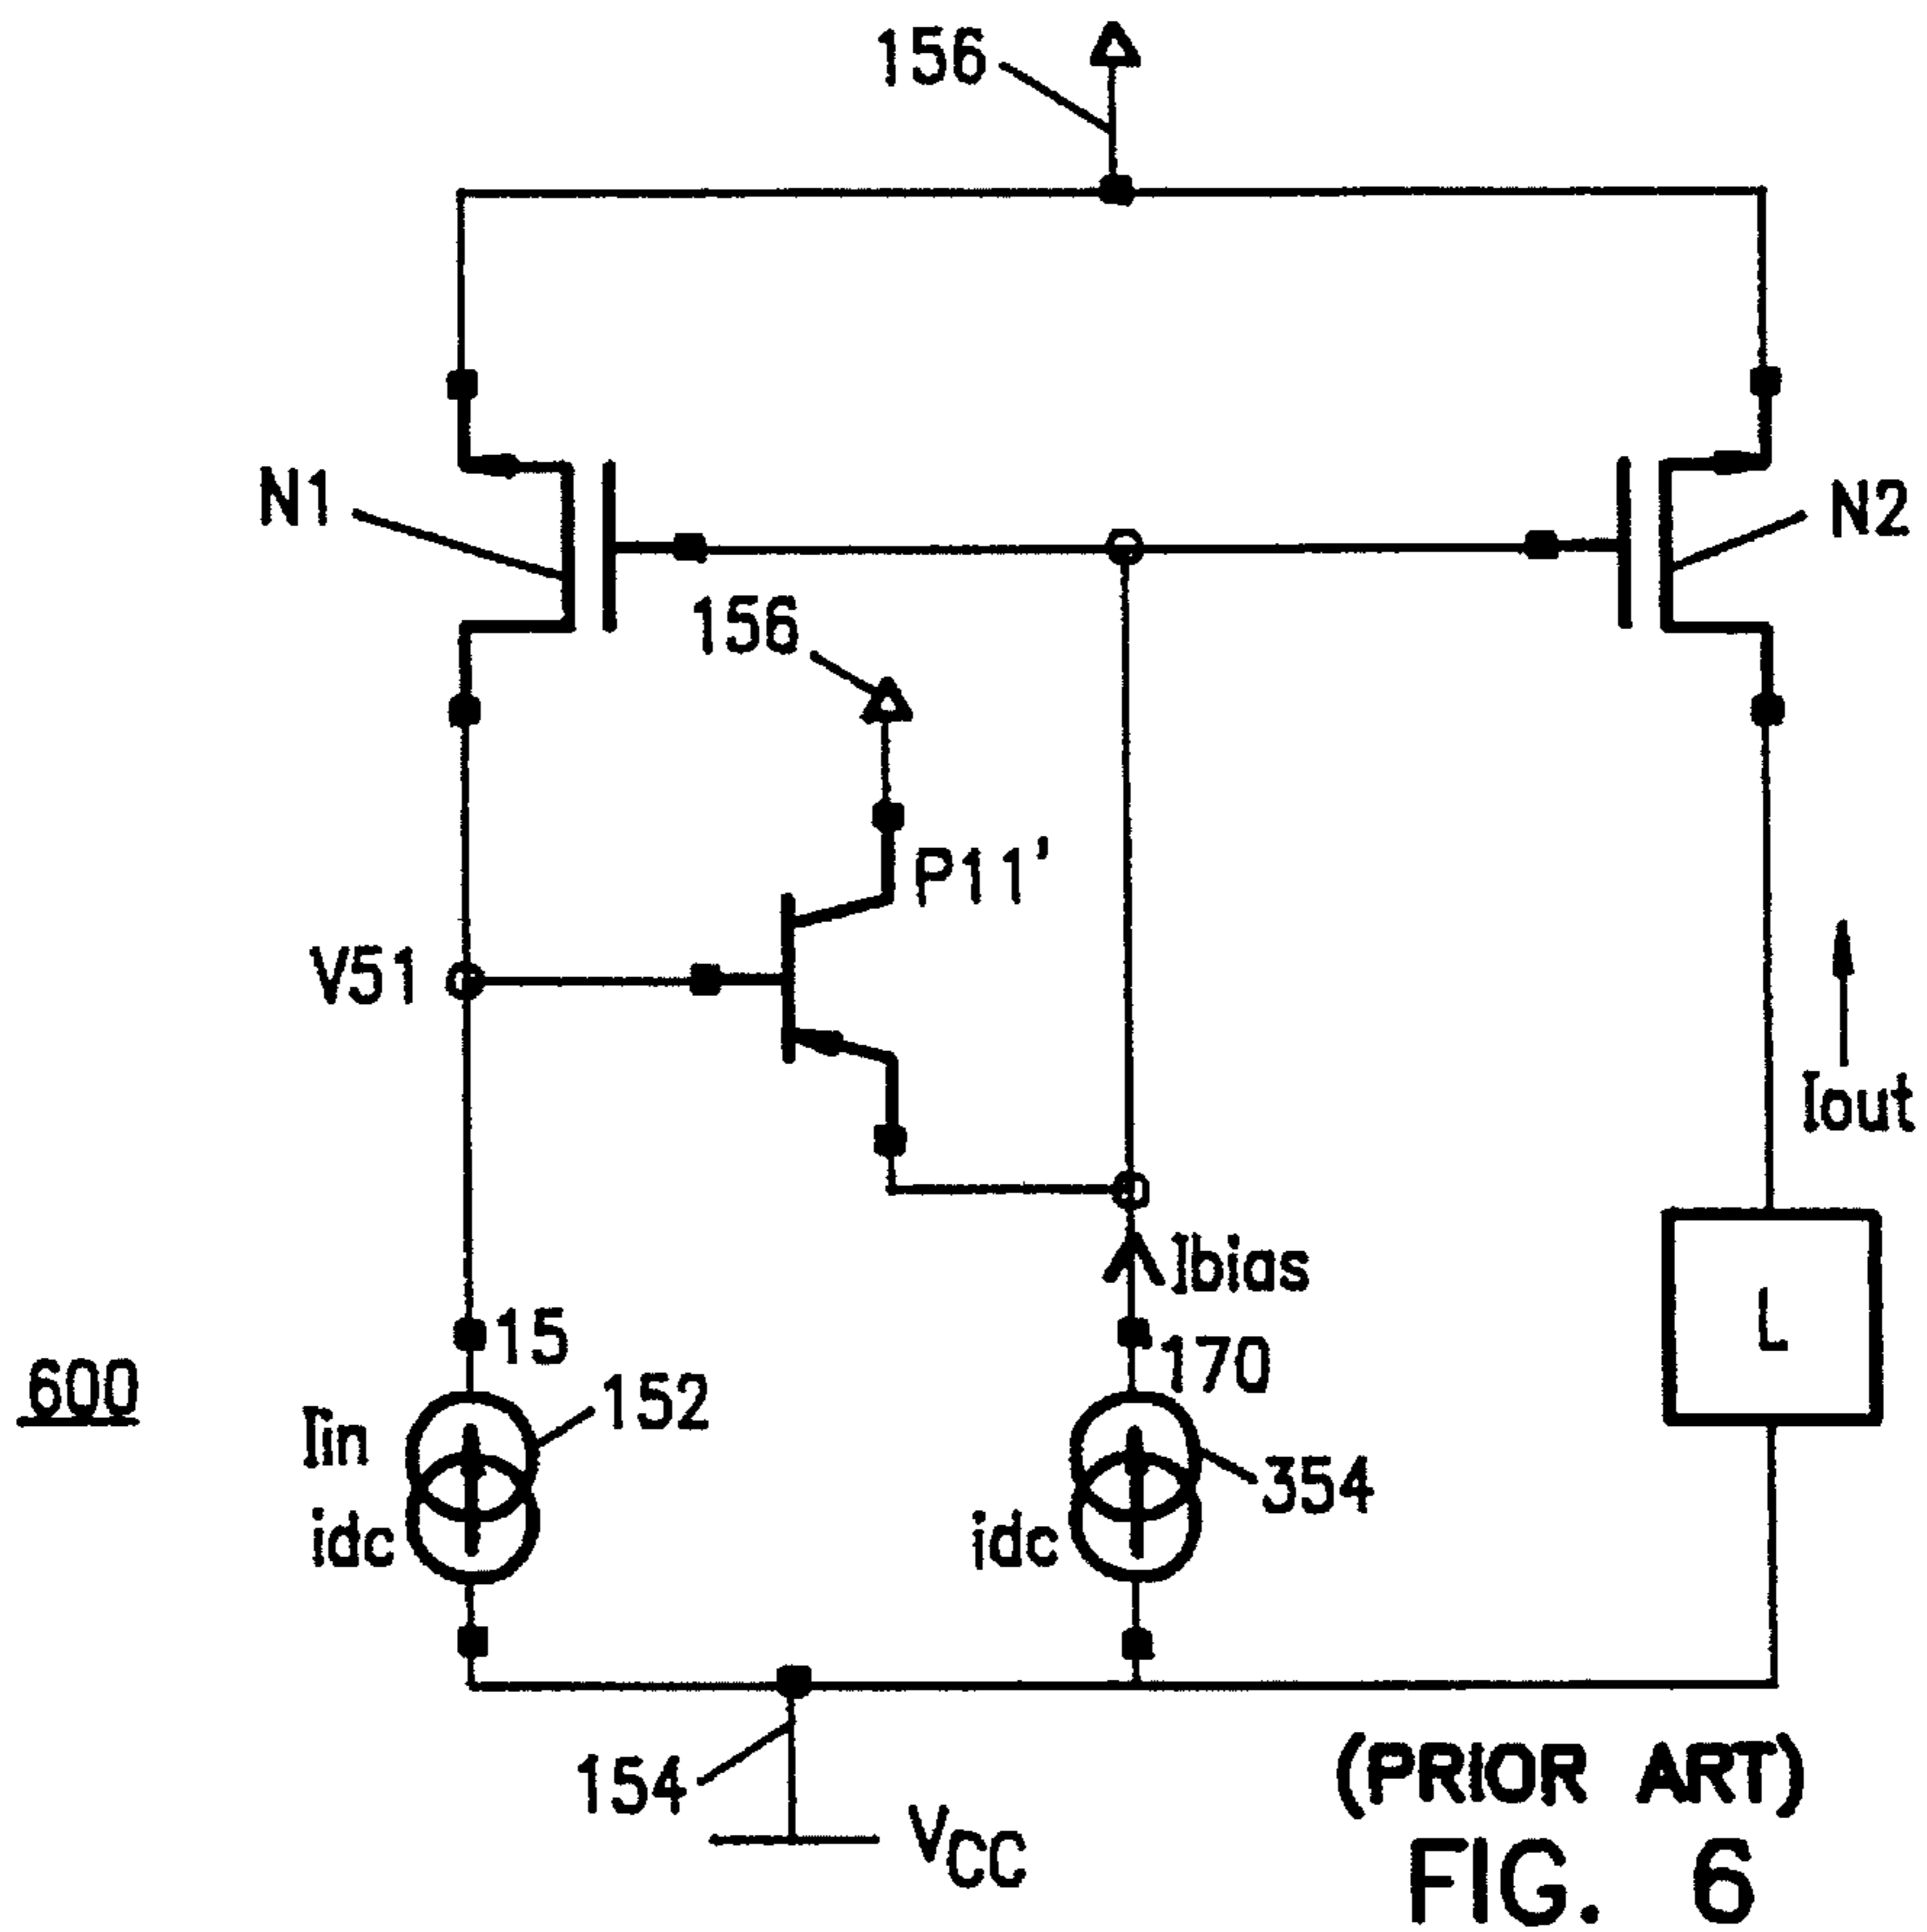 156
N1
N2
156
P11'
V51
Iout
Ibias
L
15
170
600
152
Iin
354
idc
idc
154
VCC
(PRIOR ART)
FIG. 6